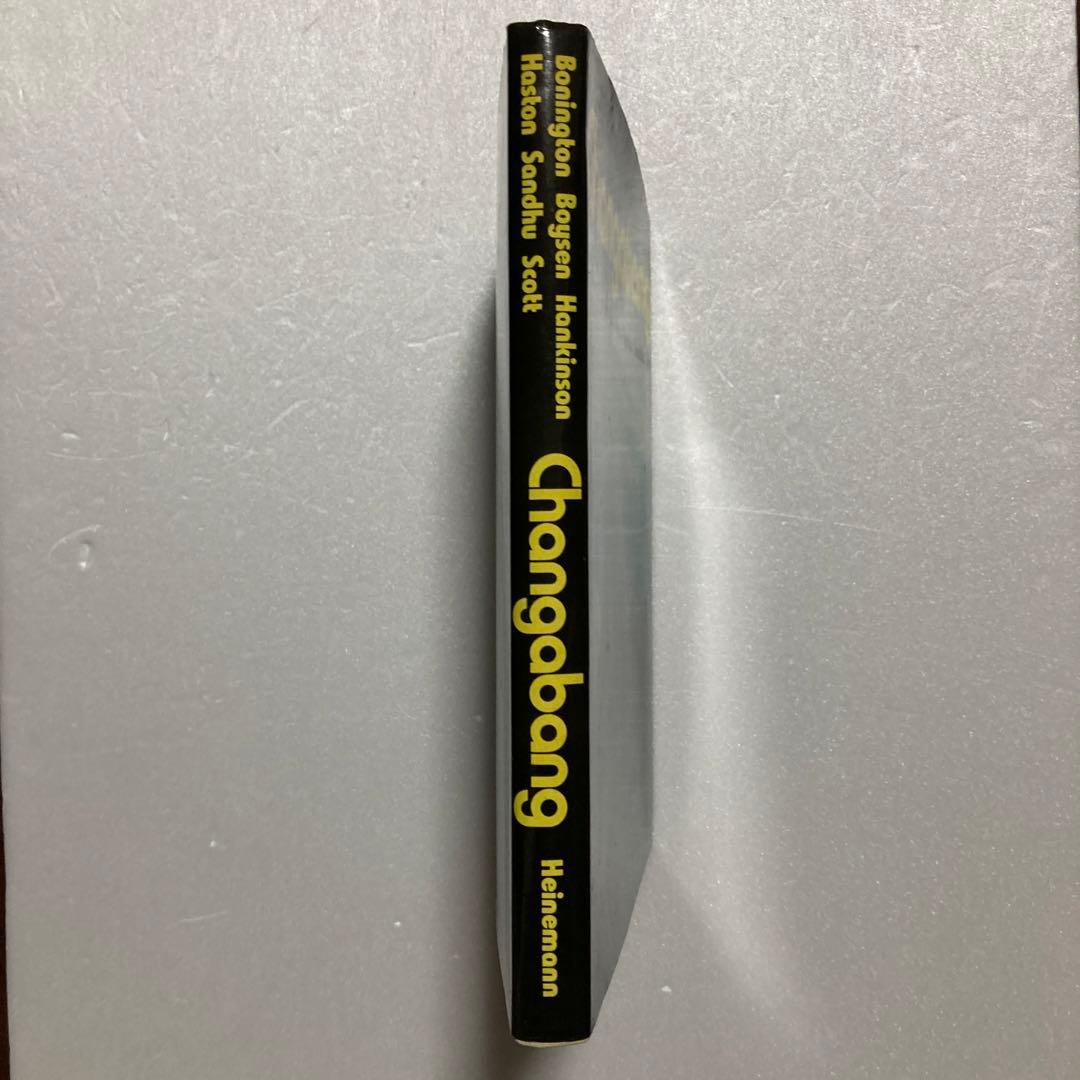 Bonington Boysen Hankinson
Haston Sandhu Scott
Changabang
Heinemann